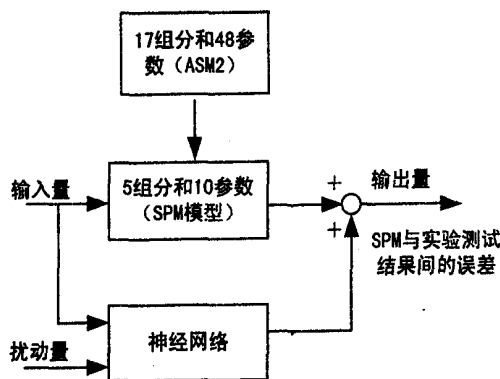 17组分和48参
数（ASM2）
输入量
5组分和10参数
（SPM模型）
+
输出量
+
SPM与实验测试
结果间的误差
扰动量
神经网络